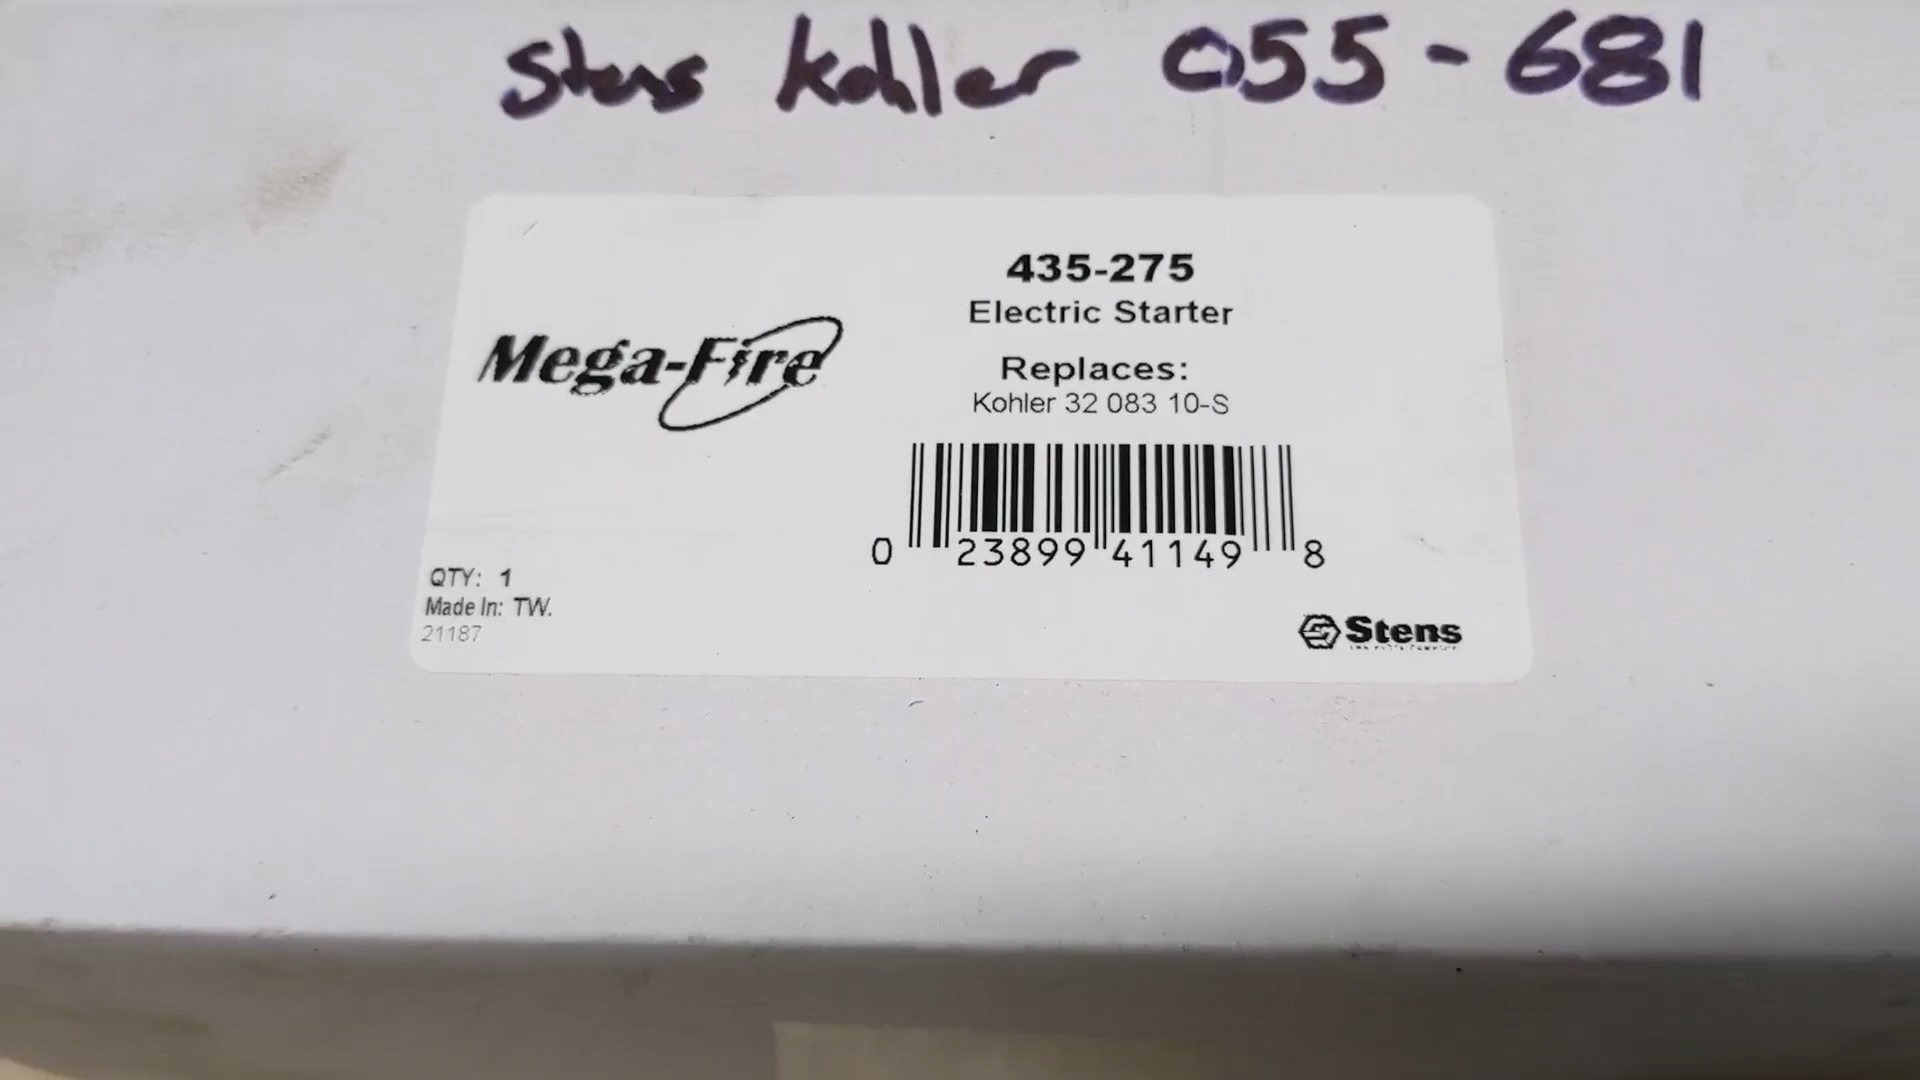 Stens Kohler 055-681
435-275
Electric Starter
Mega-Fire
Replaces:
Kohler 32 083 10-S
0 23899 41149 8
QTY: 1
Made In: TW.
21187
Stens